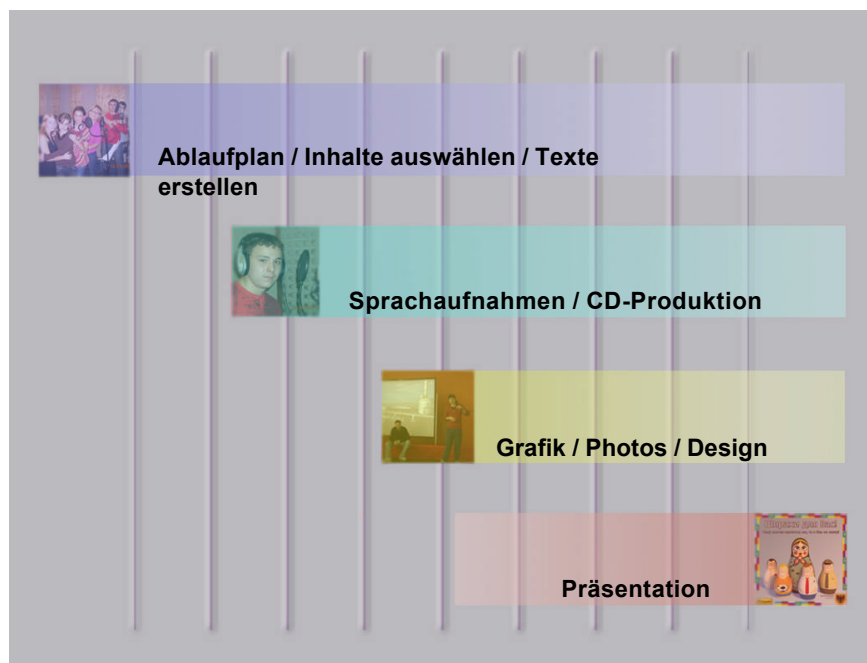 Ablaufplan / Inhalte auswählen / Texte
erstellen
Sprachaufnahmen / CD-Produktion
Grafik / Photos / Design
Präsentation